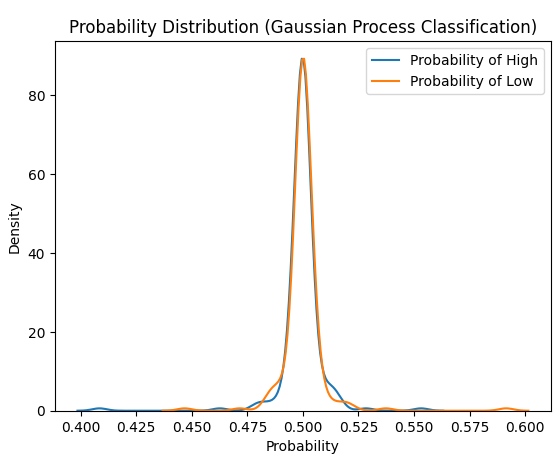 Probability Distribution (Gaussian Process Classification)
Probability of High
Probability of Low
80
60
40
20
0
Density
0.400 0.425 0.450 0.475 0.500 0.525 0.550 0.575 0.600
Probability